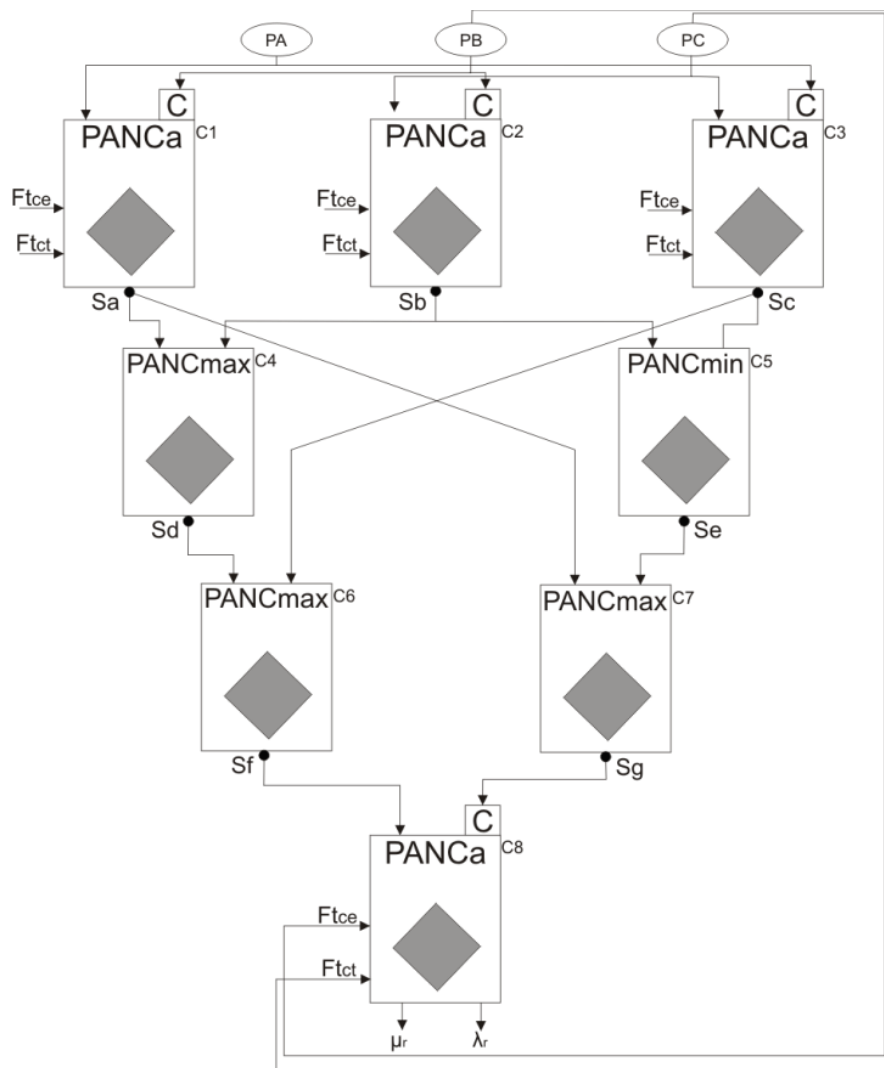 PA PB PC
C C C
PANCa C1 PANCa C2 PANCa C3
Ftce Ftce Ftce
Ftct Ftct Ftct
Sa Sb Sc
PANCmax C4 PANCmin C5
Sd Se
PANCmax C6 PANCmax C7
Sf Sg
C
PANCa C8
Ftce
Ftct
μr λr